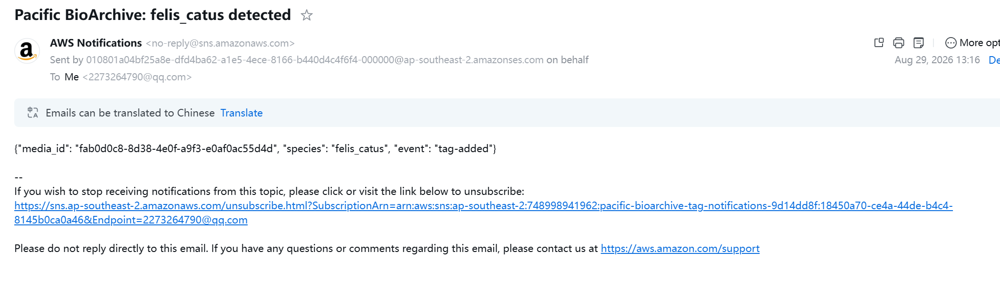 Pacific BioArchive: felis_catus detected
AWS Notifications <no-reply@sns.amazonaws.com>
More opt
Sent by 010801a04bf25a8e-dfd4ba62-a1e5-4ece-8166-b440d4c4f6f4-000000@ap-southeast-2.amazonses.com on behalf
Aug 29, 2026 13:16 De
To Me <2273264790@qq.com>
Emails can be translated to Chinese Translate
{"media_id": "fab0d0c8-8d38-4e0f-a9f3-e0af0ac55d4d", "species": "felis_catus", "event": "tag-added"}
--
If you wish to stop receiving notifications from this topic, please click or visit the link below to unsubscribe:
https://sns.ap-southeast-2.amazonaws.com/unsubscribe.html?SubscriptionArn=arn:aws:sns:ap-southeast-2:748998941962:pacific-bioarchive-tag-notifications-9d14dd8f:18450a70-ce4a-44de-b4c4-
8145b0ca0a46&Endpoint=2273264790@qq.com
Please do not reply directly to this email. If you have any questions or comments regarding this email, please contact us at https://aws.amazon.com/support